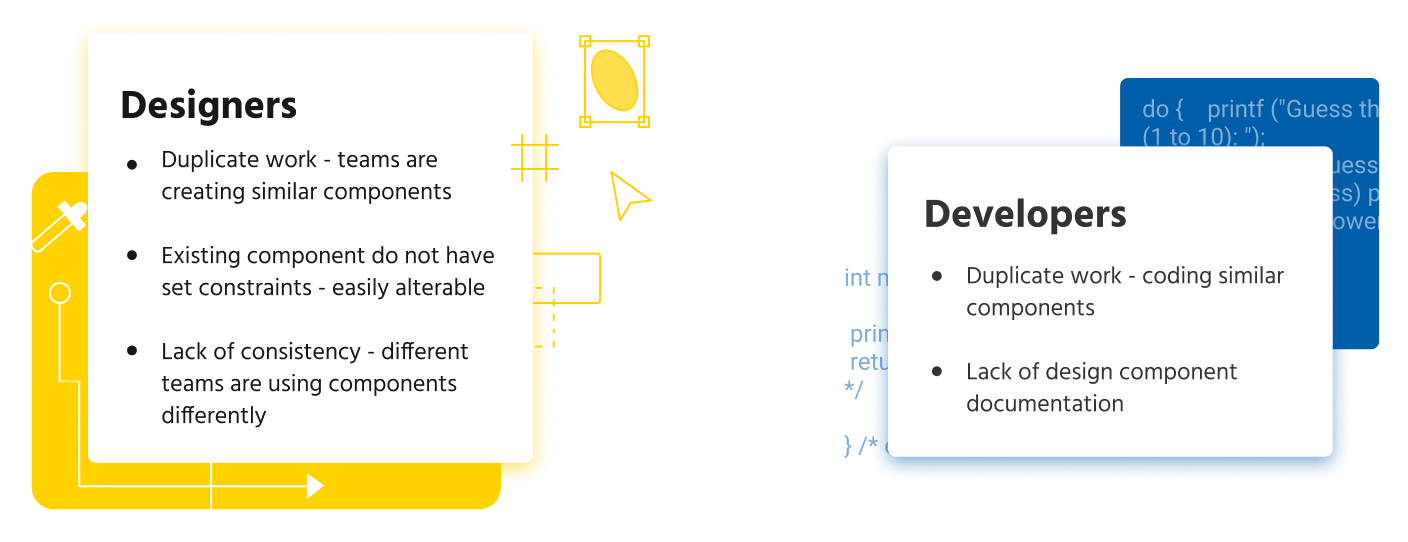 Designers
• Duplicate work - teams are
creating similar components
• Existing component do not have
set constraints - easily alterable
• Lack of consistency - different
teams are using components
differently
do {    printf ("Guess th
(1 to 10): ");
uess
ss) p
ower
Developers
• Duplicate work - coding similar
components
• Lack of design component
documentation
int n
prin
retu
*/
} /*